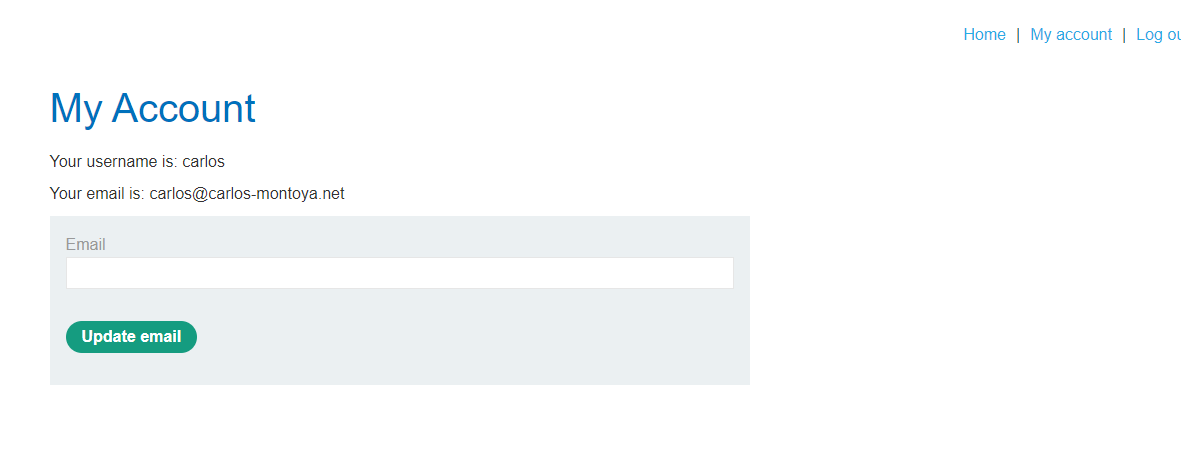 Home | My account | Log ou
My Account
Your username is: carlos
Your email is: carlos@carlos-montoya.net
Email
Update email